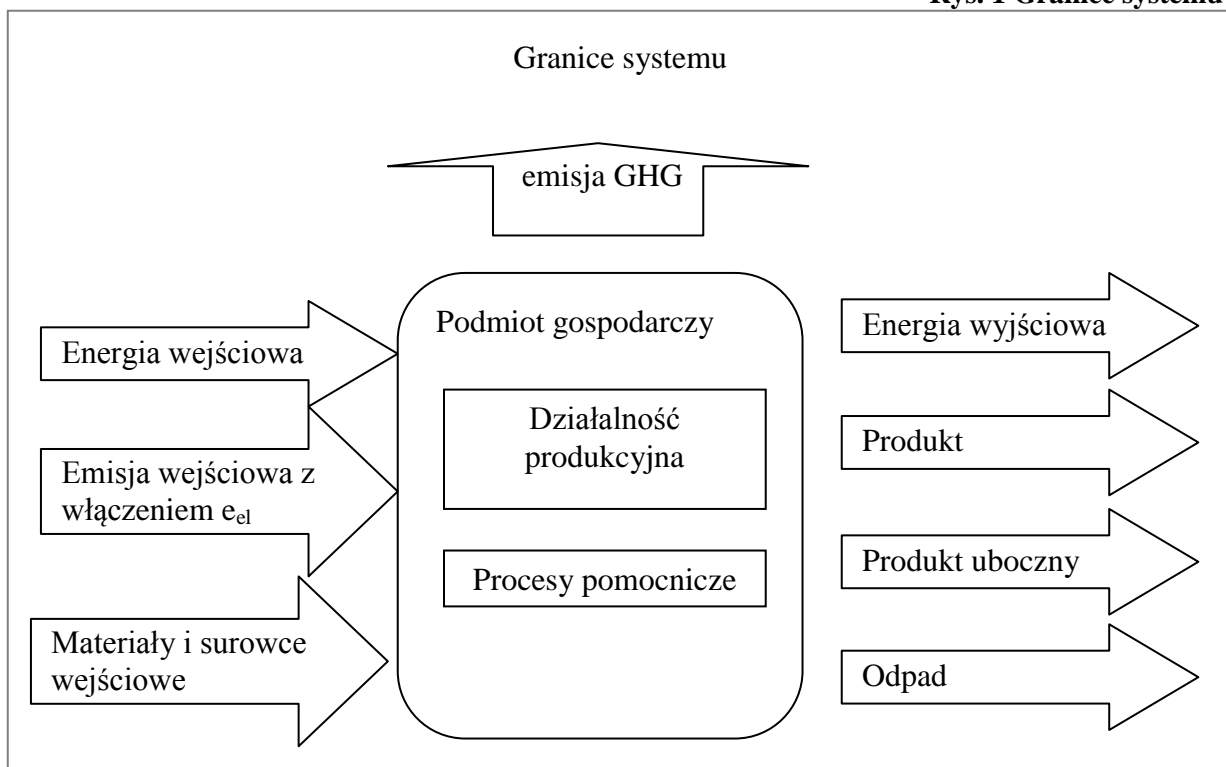 Rys. 1 Granice systemu
Granice systemu
emisja GHG
Podmiot gospodarczy
Energia wejściowa
Działalność
produkcyjna
Emisja wejściowa z
włączeniem eel
Procesy pomocnicze
Materiały i surowce
wejściowe
Energia wyjściowa
Produkt
Produkt uboczny
Odpad